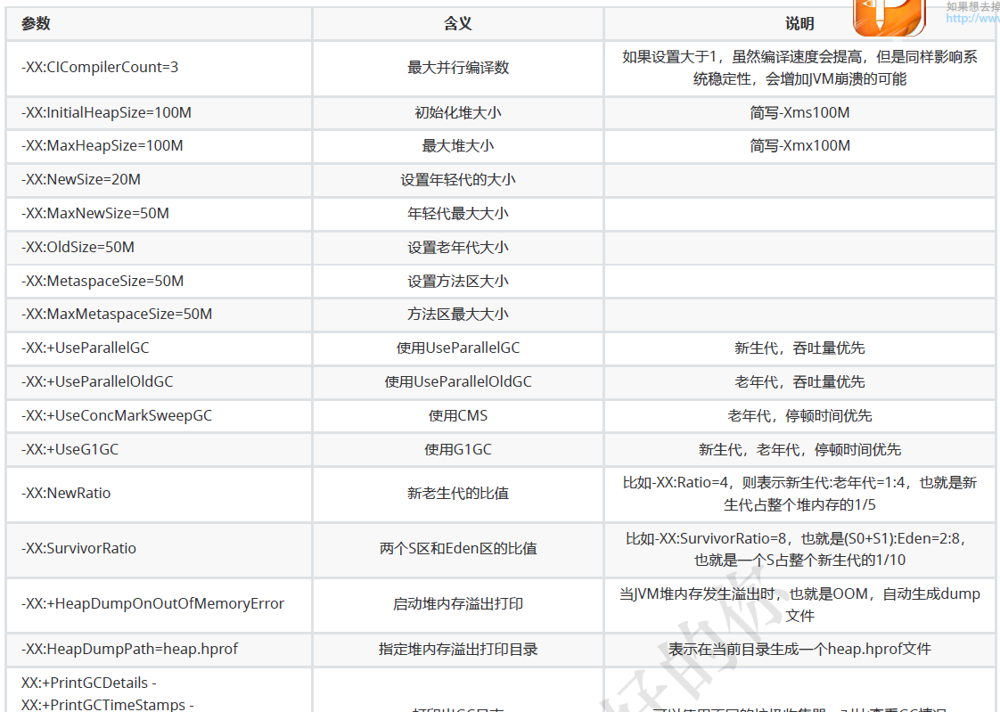 如果想去掉
http://www
参数 含义 说明
-XX:CICompilerCount=3 最大并行编译数 如果设置大于1，虽然编译速度会提高，但是同样影响系
统稳定性，会增加JVM崩溃的可能
-XX:InitialHeapSize=100M 初始化堆大小 简写-Xms100M
-XX:MaxHeapSize=100M 最大堆大小 简写-Xmx100M
-XX:NewSize=20M 设置年轻代的大小
-XX:MaxNewSize=50M 年轻代最大大小
-XX:OldSize=50M 设置老年代大小
-XX:MetaspaceSize=50M 设置方法区大小
-XX:MaxMetaspaceSize=50M 方法区最大大小
-XX:+UseParallelGC 使用UseParallelGC 新生代，吞吐量优先
-XX:+UseParallelOldGC 使用UseParallelOldGC 老年代，吞吐量优先
-XX:+UseConcMarkSweepGC 使用CMS 老年代，停顿时间优先
-XX:+UseG1GC 使用G1GC 新生代，老年代，停顿时间优先
-XX:NewRatio 新老生代的比值 比如-XX:Ratio=4，则表示新生代:老年代=1:4，也就是新
生代占整个堆内存的1/5
-XX:SurvivorRatio 两个S区和Eden区的比值 比如-XX:SurvivorRatio=8，也就是(S0+S1):Eden=2:8，
也就是一个S占整个新生代的1/10
-XX:+HeapDumpOnOutOfMemoryError 启动堆内存溢出打印 当JVM堆内存发生溢出时，也就是OOM，自动生成dump
文件
-XX:HeapDumpPath=heap.hprof 指定堆内存溢出打印目录 表示在当前目录生成一个heap.hprof文件
XX:+PrintGCDetails -
XX:+PrintGCTimeStamps -
好的你